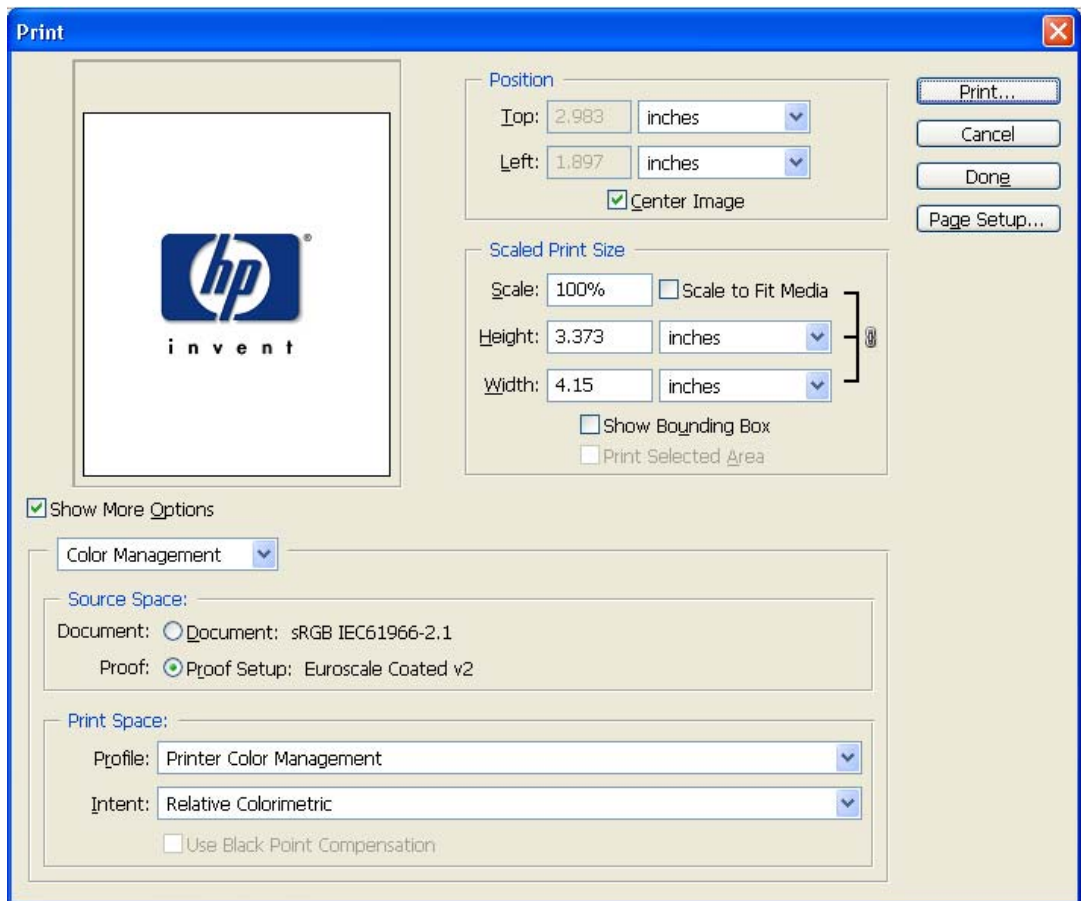 Print
Position
Top: 2.983 inches
Left: 1.897 inches
Center Image
Print...
Cancel
Done
Page Setup...
hp®
invent
Scaled Print Size
Scale: 100% Scale to Fit Media
Height: 3.373 inches
Width: 4.15 inches
Show Bounding Box
Print Selected Area
Show More Options
Color Management
Source Space:
Document: Document: sRGB IEC61966-2.1
Proof: Proof Setup: Euroscale Coated v2
Print Space:
Profile: Printer Color Management
Intent: Relative Colorimetric
Use Black Point Compensation